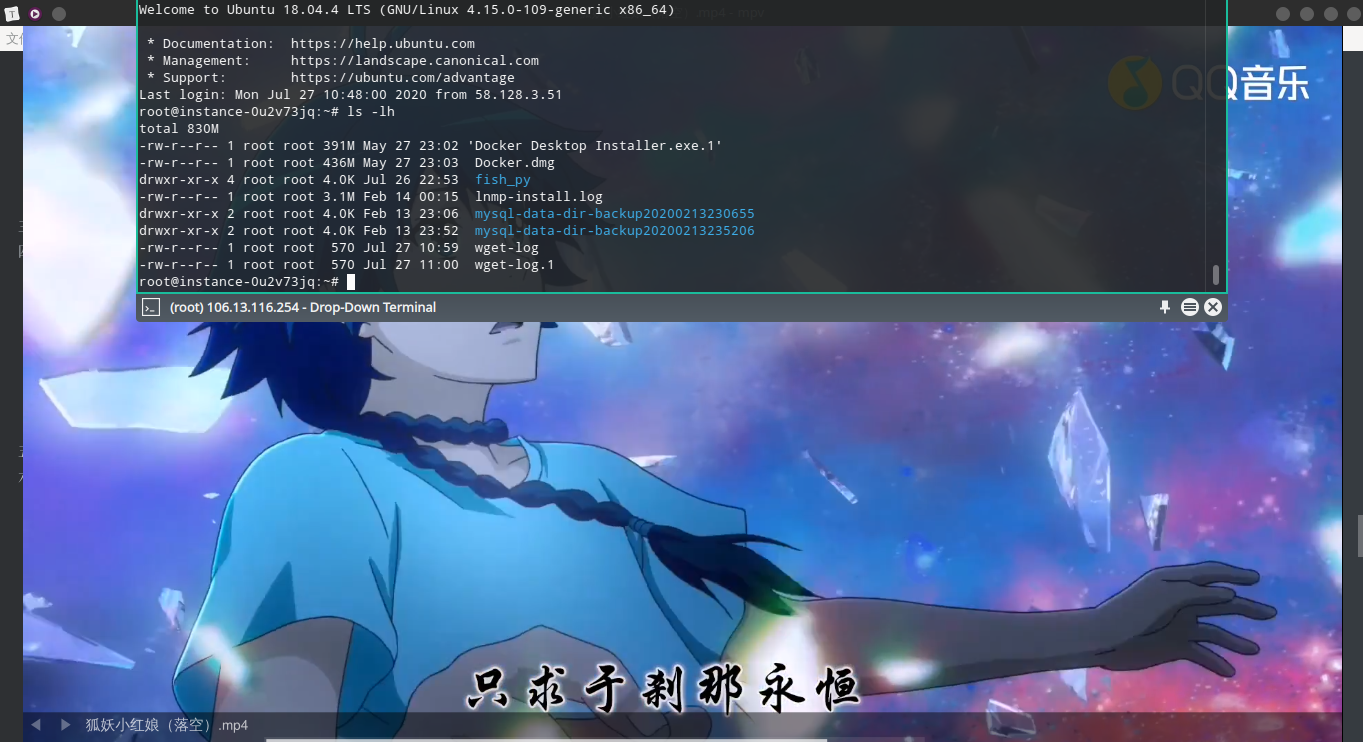 Welcome to Ubuntu 18.04.4 LTS (GNU/Linux 4.15.0-109-generic x86_64)
 * Documentation:  https://help.ubuntu.com
 * Management:     https://landscape.canonical.com
 * Support:        https://ubuntu.com/advantage
Last login: Mon Jul 27 10:48:00 2020 from 58.128.3.51
root@instance-0u2v73jq:~# ls -lh
total 830M
-rw-r--r-- 1 root root 391M May 27 23:02 'Docker Desktop Installer.exe.1'
-rw-r--r-- 1 root root 436M May 27 23:03  Docker.dmg
drwxr-xr-x 4 root root 4.0K Jul 26 22:53  fish_py
-rw-r--r-- 1 root root 3.1M Feb 14 00:15  lnmp-install.log
drwxr-xr-x 2 root root 4.0K Feb 13 23:06  mysql-data-dir-backup20200213230655
drwxr-xr-x 2 root root 4.0K Feb 13 23:52  mysql-data-dir-backup20200213235206
-rw-r--r-- 1 root root  570 Jul 27 10:59  wget-log
-rw-r--r-- 1 root root  570 Jul 27 11:00  wget-log.1
root@instance-0u2v73jq:~#
(root) 106.13.116.254 - Drop-Down Terminal
QQ音乐
只求于刹那永恒
狐妖小红娘（落空）.mp4